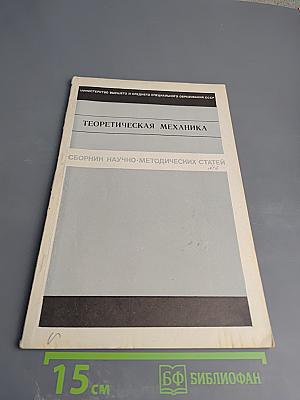 МИНИСТЕРСТВО ВЫСШЕГО И СРЕДНЕГО СПЕЦИАЛЬНОГО ОБРАЗОВАНИЯ СССР
ТЕОРЕТИЧЕСКАЯ МЕХАНИКА
СБОРНИК НАУЧНО-МЕТОДИЧЕСКИХ СТАТЕЙ
15 см
БФ БИБЛИОФАН